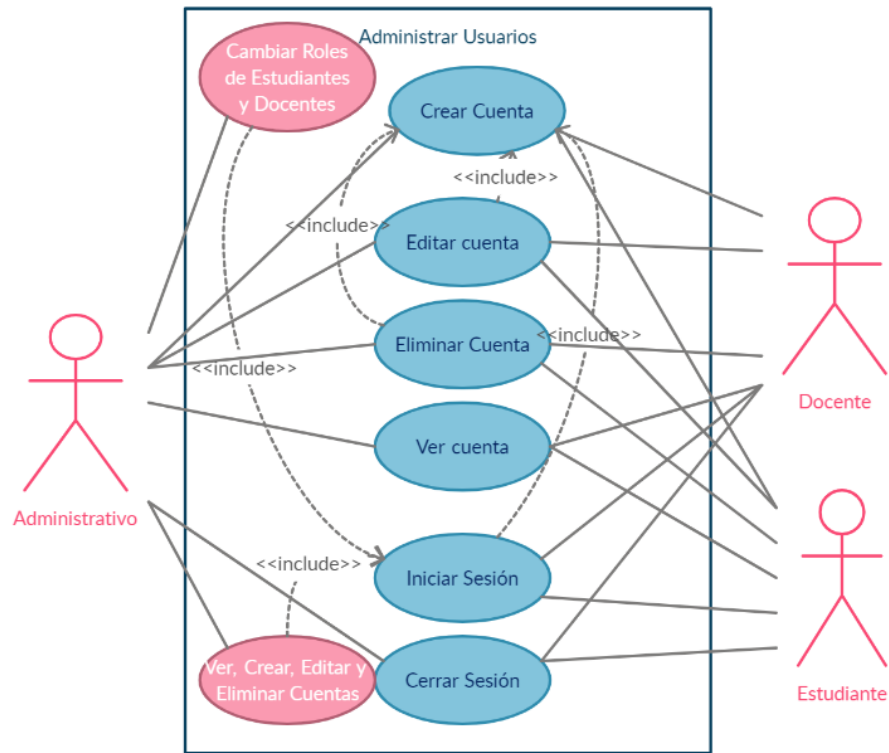 Administrar Usuarios
Cambiar Roles
de Estudiantes
y Docentes
Crear Cuenta
<<include>>
<<include>>
Editar cuenta
Eliminar Cuenta
<<include>>
<<include>>
Docente
Ver cuenta
Administrativo
<<include>>
Iniciar Sesión
Ver, Crear, Editar y
Eliminar Cuentas
Cerrar Sesión
Estudiante